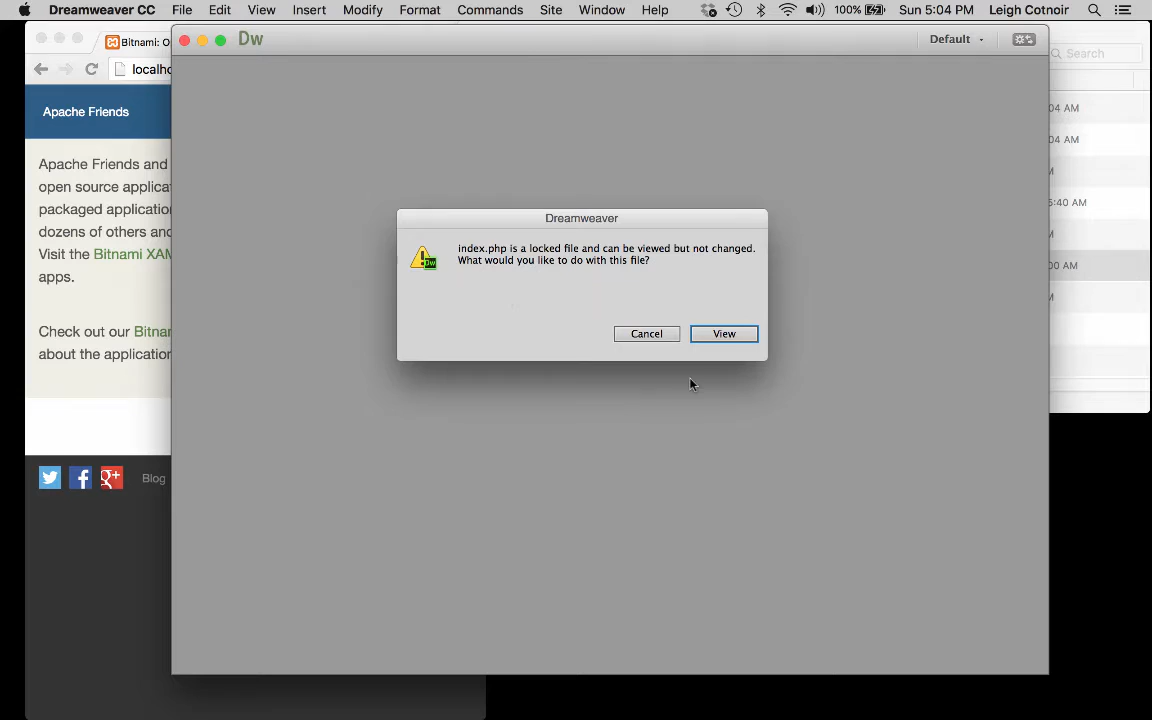 Dreamweaver CC File Edit View Insert Modify Format Commands Site Window Help 100% Sun 5:04 PM Leigh Cotnoir
Bitnami: O
Dw
Default
localho
Search
Apache Friends
04 AM
04 AM
Apache Friends and
open source applica
packaged application
dozens of others and
Visit the Bitnami XAM
apps.
M
5:40 AM
M
00 AM
M
Check out our Bitnar
about the application
Dreamweaver
index.php is a locked file and can be viewed but not changed.
What would you like to do with this file?
Dw
Cancel View
Blog